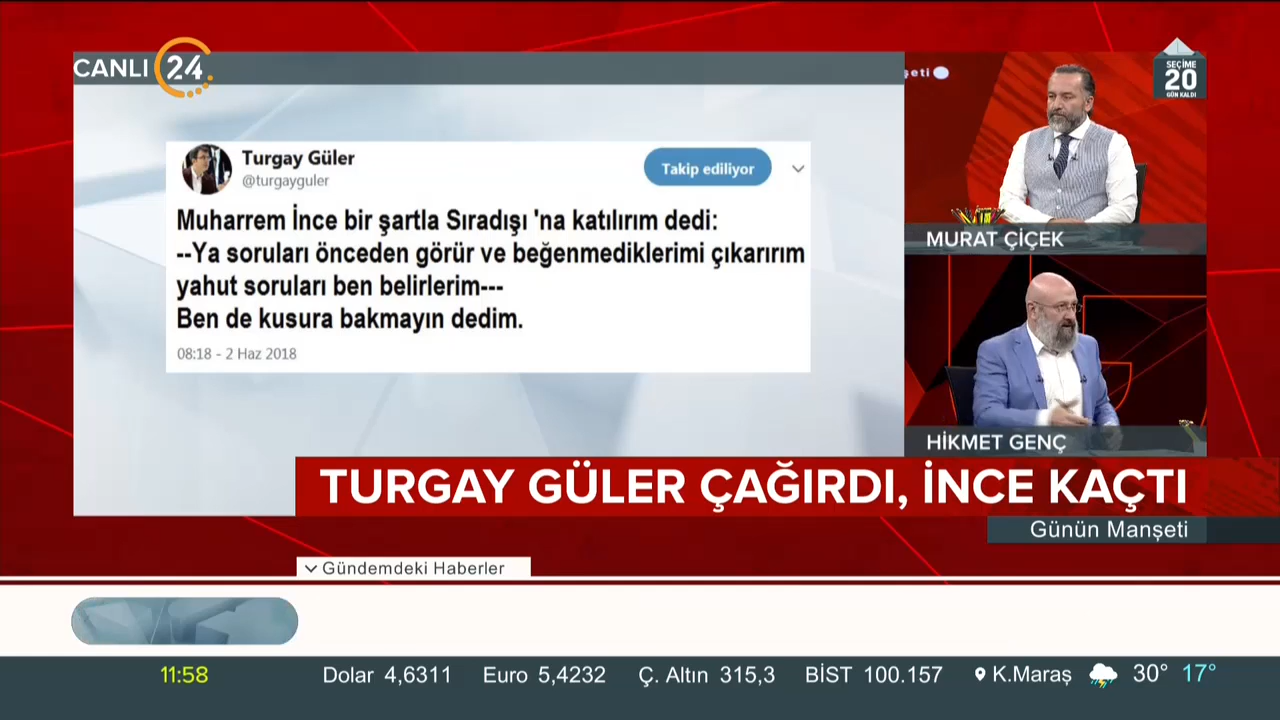 CANLI 24
şeti
SEÇİME
20
GÜN KALDI
Turgay Güler
@turgayguler
Takip ediliyor
Muharrem İnce bir şartla Sıradışı 'na katılırım dedi:
--Ya soruları önceden görür ve beğenmediklerimi çıkarırım
yahut soruları ben belirlerim---
Ben de kusura bakmayın dedim.
08:18 - 2 Haz 2018
MURAT ÇİÇEK
HİKMET GENÇ
TURGAY GÜLER ÇAĞIRDI, İNCE KAÇTI
Günün Manşeti
Gündemdeki Haberler
11:58 Dolar 4,6311 Euro 5,4232 Ç. Altın 315,3 BİST 100.157 K.Maraş 30° 17°